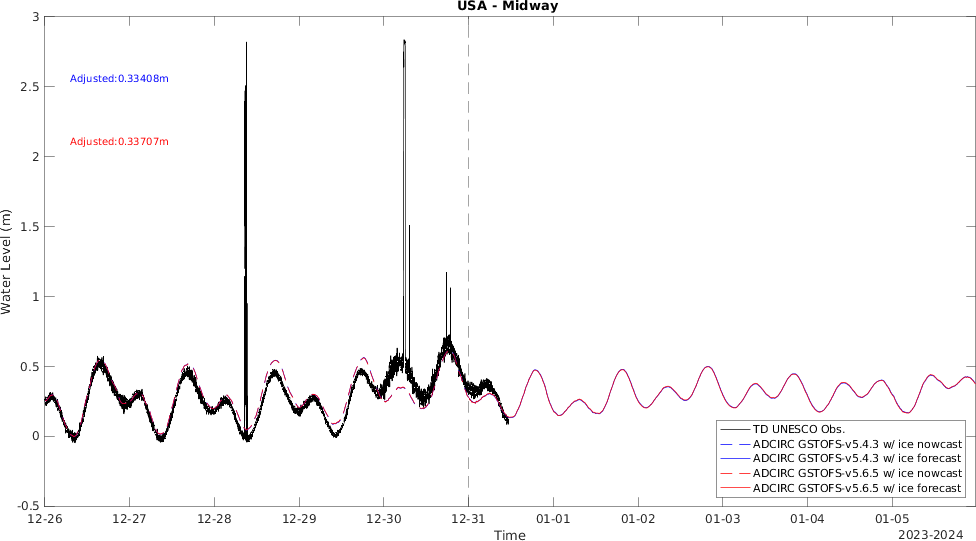 USA - Midway
3
2.5
2
1.5
1
0.5
0
-0.5
Water Level (m)
Adjusted:0.33408m
Adjusted:0.33707m
TD UNESCO Obs.
ADCIRC GSTOFS-v5.4.3 w/ ice nowcast
ADCIRC GSTOFS-v5.4.3 w/ ice forecast
ADCIRC GSTOFS-v5.6.5 w/ ice nowcast
ADCIRC GSTOFS-v5.6.5 w/ ice forecast
12-26 12-27 12-28 12-29 12-30 12-31 01-01 01-02 01-03 01-04 01-05
Time
2023-2024